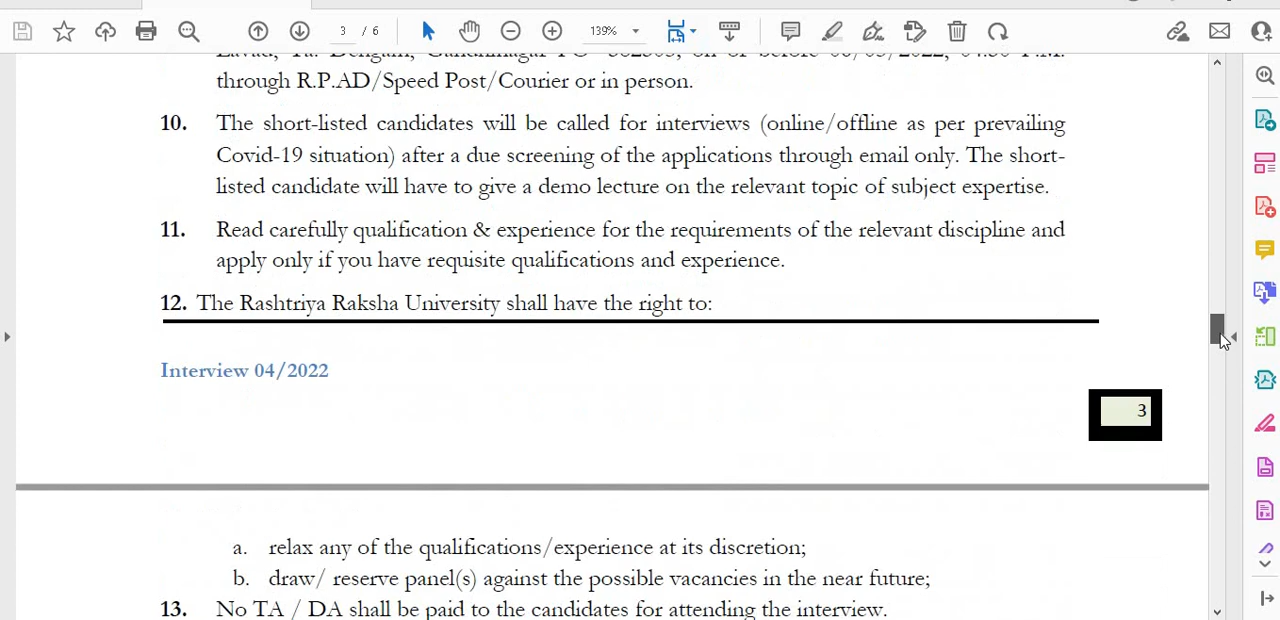 3 / 6
139%
through R.P.AD/Speed Post/Courier or in person.
10. The short-listed candidates will be called for interviews (online/offline as per prevailing
Covid-19 situation) after a due screening of the applications through email only. The short-
listed candidate will have to give a demo lecture on the relevant topic of subject expertise.
11. Read carefully qualification & experience for the requirements of the relevant discipline and
apply only if you have requisite qualifications and experience.
12. The Rashtriya Raksha University shall have the right to:
Interview 04/2022
3
a. relax any of the qualifications/experience at its discretion;
b. draw/ reserve panel(s) against the possible vacancies in the near future;
13. No TA / DA shall be paid to the candidates for attending the interview.